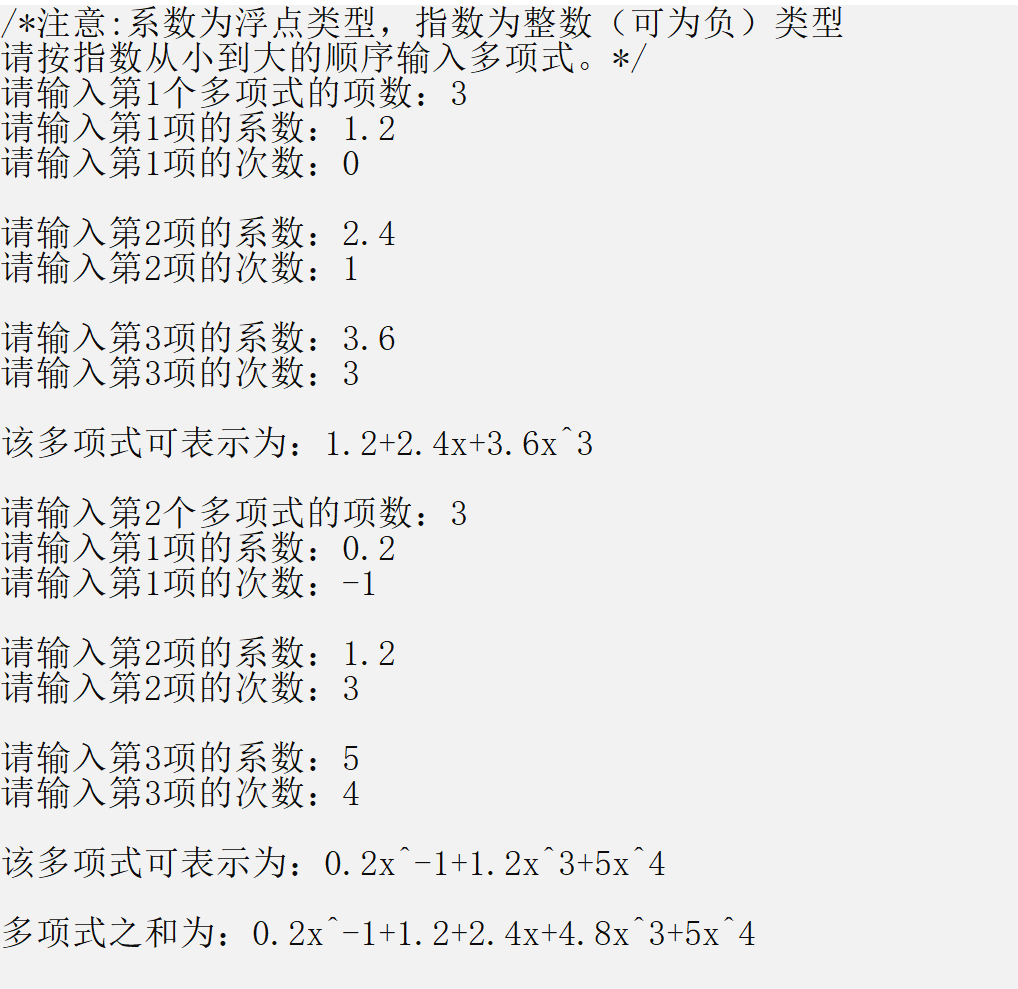 /*注意:系数为浮点类型，指数为整数（可为负）类型
请按指数从小到大的顺序输入多项式。*/
请输入第1个多项式的项数：3
请输入第1项的系数：1.2
请输入第1项的次数：0
请输入第2项的系数：2.4
请输入第2项的次数：1
请输入第3项的系数：3.6
请输入第3项的次数：3
该多项式可表示为：1.2+2.4x+3.6x^3
请输入第2个多项式的项数：3
请输入第1项的系数：0.2
请输入第1项的次数：-1
请输入第2项的系数：1.2
请输入第2项的次数：3
请输入第3项的系数：5
请输入第3项的次数：4
该多项式可表示为：0.2x^-1+1.2x^3+5x^4
多项式之和为：0.2x^-1+1.2+2.4x+4.8x^3+5x^4